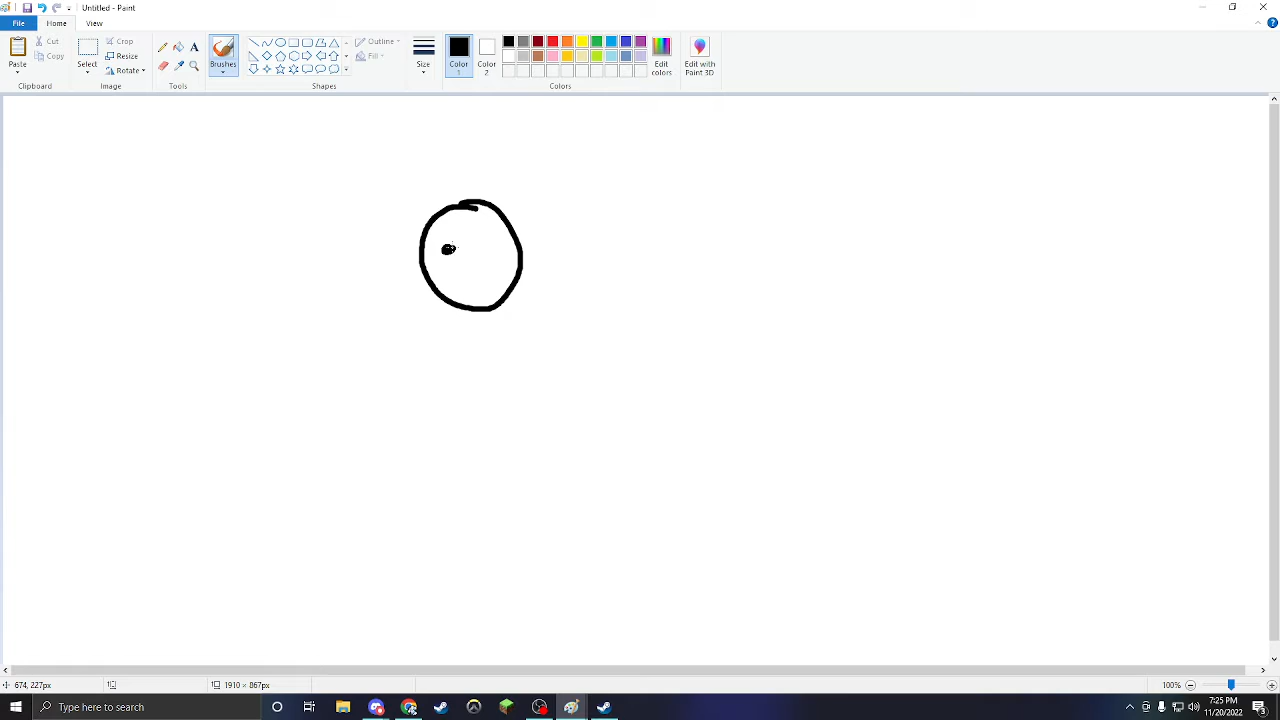 Untitled - Paint
File Home View
Paste
Cut
Copy
Clipboard
Select
Crop
Resize
Rotate
Image
A
Tools
Brushes
Outline
Fill
Shapes
Size
Color 1
Color 2
Colors
Edit colors
Edit with Paint 3D
674, 227px
1910 × 867px
100%
Type here to search
7:25 PM
11/20/2022